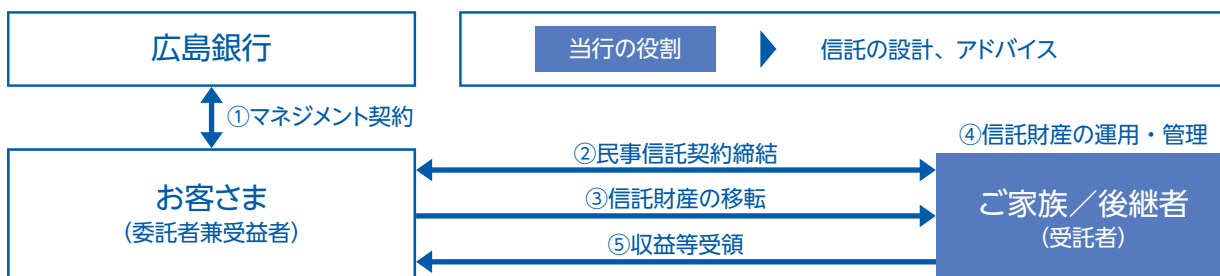 広島銀行
当行の役割
信託の設計、アドバイス
①マネジメント契約
④信託財産の運用・管理
②民事信託契約締結
お客さま
(委託者兼受益者)
③信託財産の移転
ご家族／後継者
(受託者)
⑤収益等受領